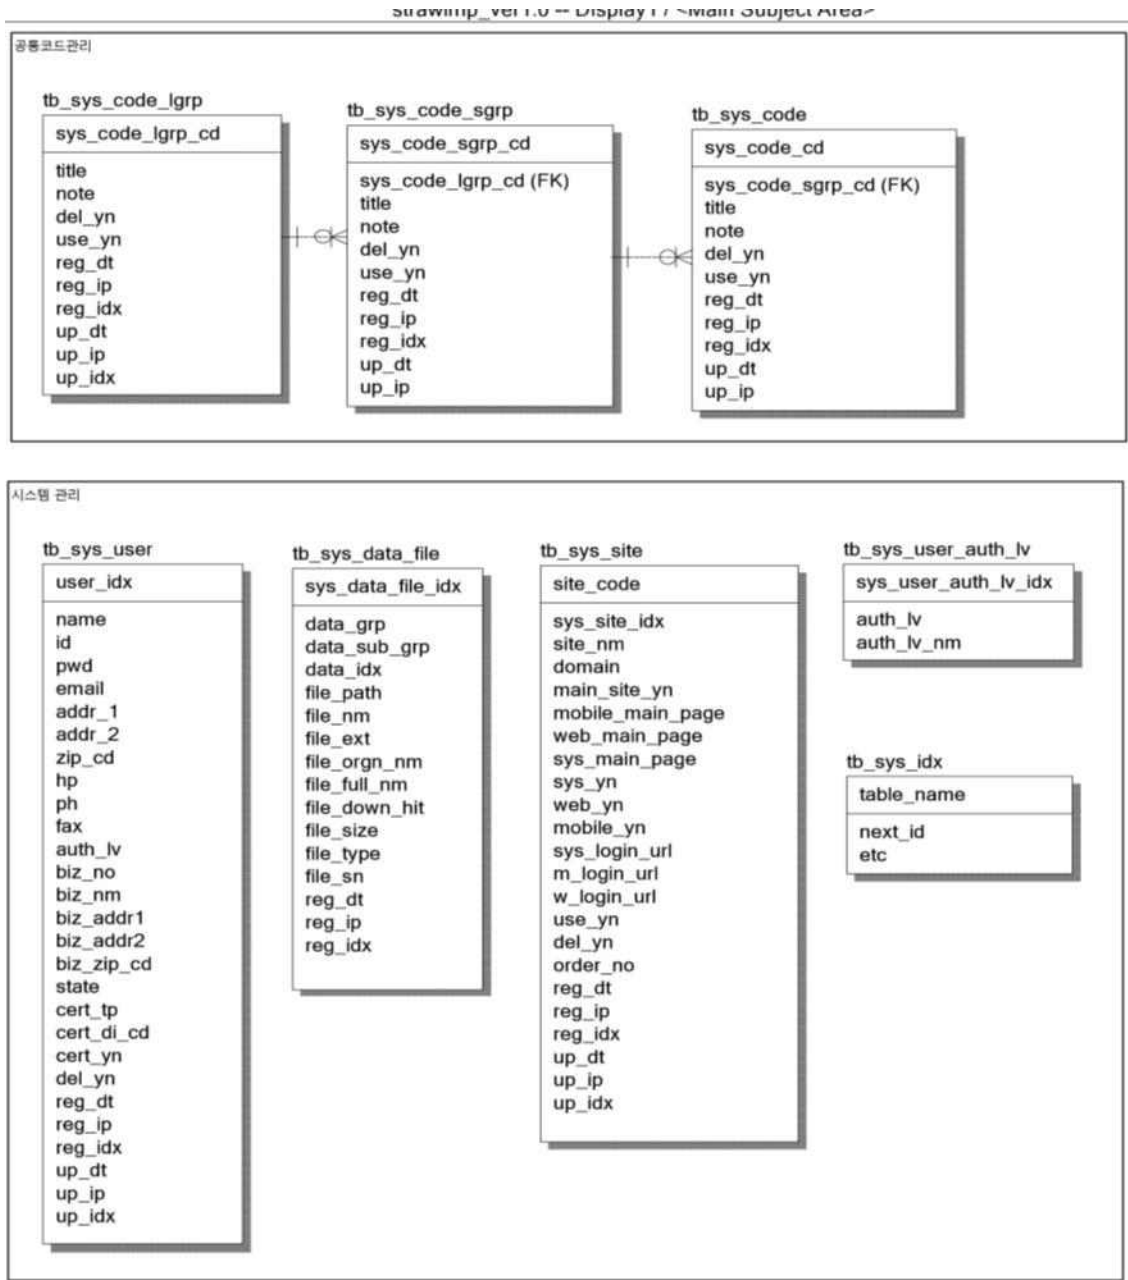 공통코드관리
tb_sys_code_lgrp
sys_code_lgrp_cd
title
note
del_yn
use_yn
reg_dt
reg_ip
reg_idx
up_dt
up_ip
up_idx
tb_sys_code_sgrp
sys_code_sgrp_cd
sys_code_lgrp_cd (FK)
title
note
del_yn
use_yn
reg_dt
reg_ip
reg_idx
up_dt
up_ip
tb_sys_code
sys_code_cd
sys_code_sgrp_cd (FK)
title
note
del_yn
use_yn
reg_dt
reg_ip
reg_idx
up_dt
up_ip
시스템 관리
tb_sys_user
user_idx
name
id
pwd
email
addr_1
addr_2
zip_cd
hp
ph
fax
auth_lv
biz_no
biz_nm
biz_addr1
biz_addr2
biz_zip_cd
state
cert_tp
cert_di_cd
cert_yn
del_yn
reg_dt
reg_ip
reg_idx
up_dt
up_ip
up_idx
tb_sys_data_file
sys_data_file_idx
data_grp
data_sub_grp
data_idx
file_path
file_nm
file_ext
file_orgn_nm
file_full_nm
file_down_hit
file_size
file_type
file_sn
reg_dt
reg_ip
reg_idx
tb_sys_site
site_code
sys_site_idx
site_nm
domain
main_site_yn
mobile_main_page
web_main_page
sys_main_page
sys_yn
web_yn
mobile_yn
sys_login_url
m_login_url
w_login_url
use_yn
del_yn
order_no
reg_dt
reg_ip
reg_idx
up_dt
up_ip
up_idx
tb_sys_user_auth_lv
sys_user_auth_lv_idx
auth_lv
auth_lv_nm
tb_sys_idx
table_name
next_id
etc